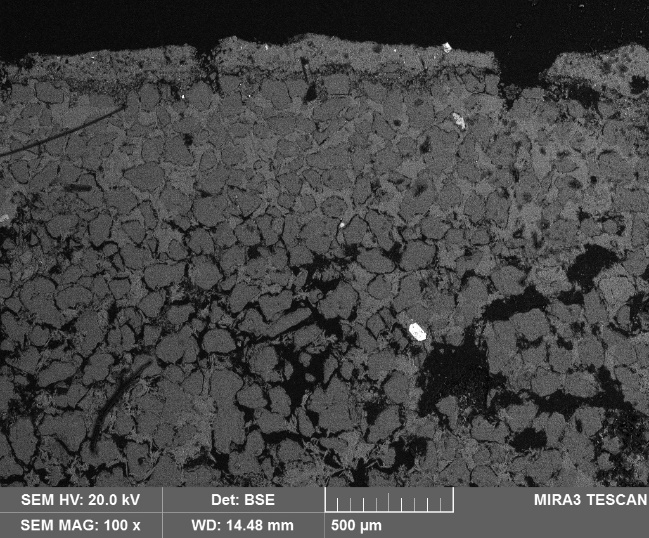 SEM HV: 20.0 kV Det: BSE MIRA3 TESCAN
SEM MAG: 100 x WD: 14.48 mm 500 µm